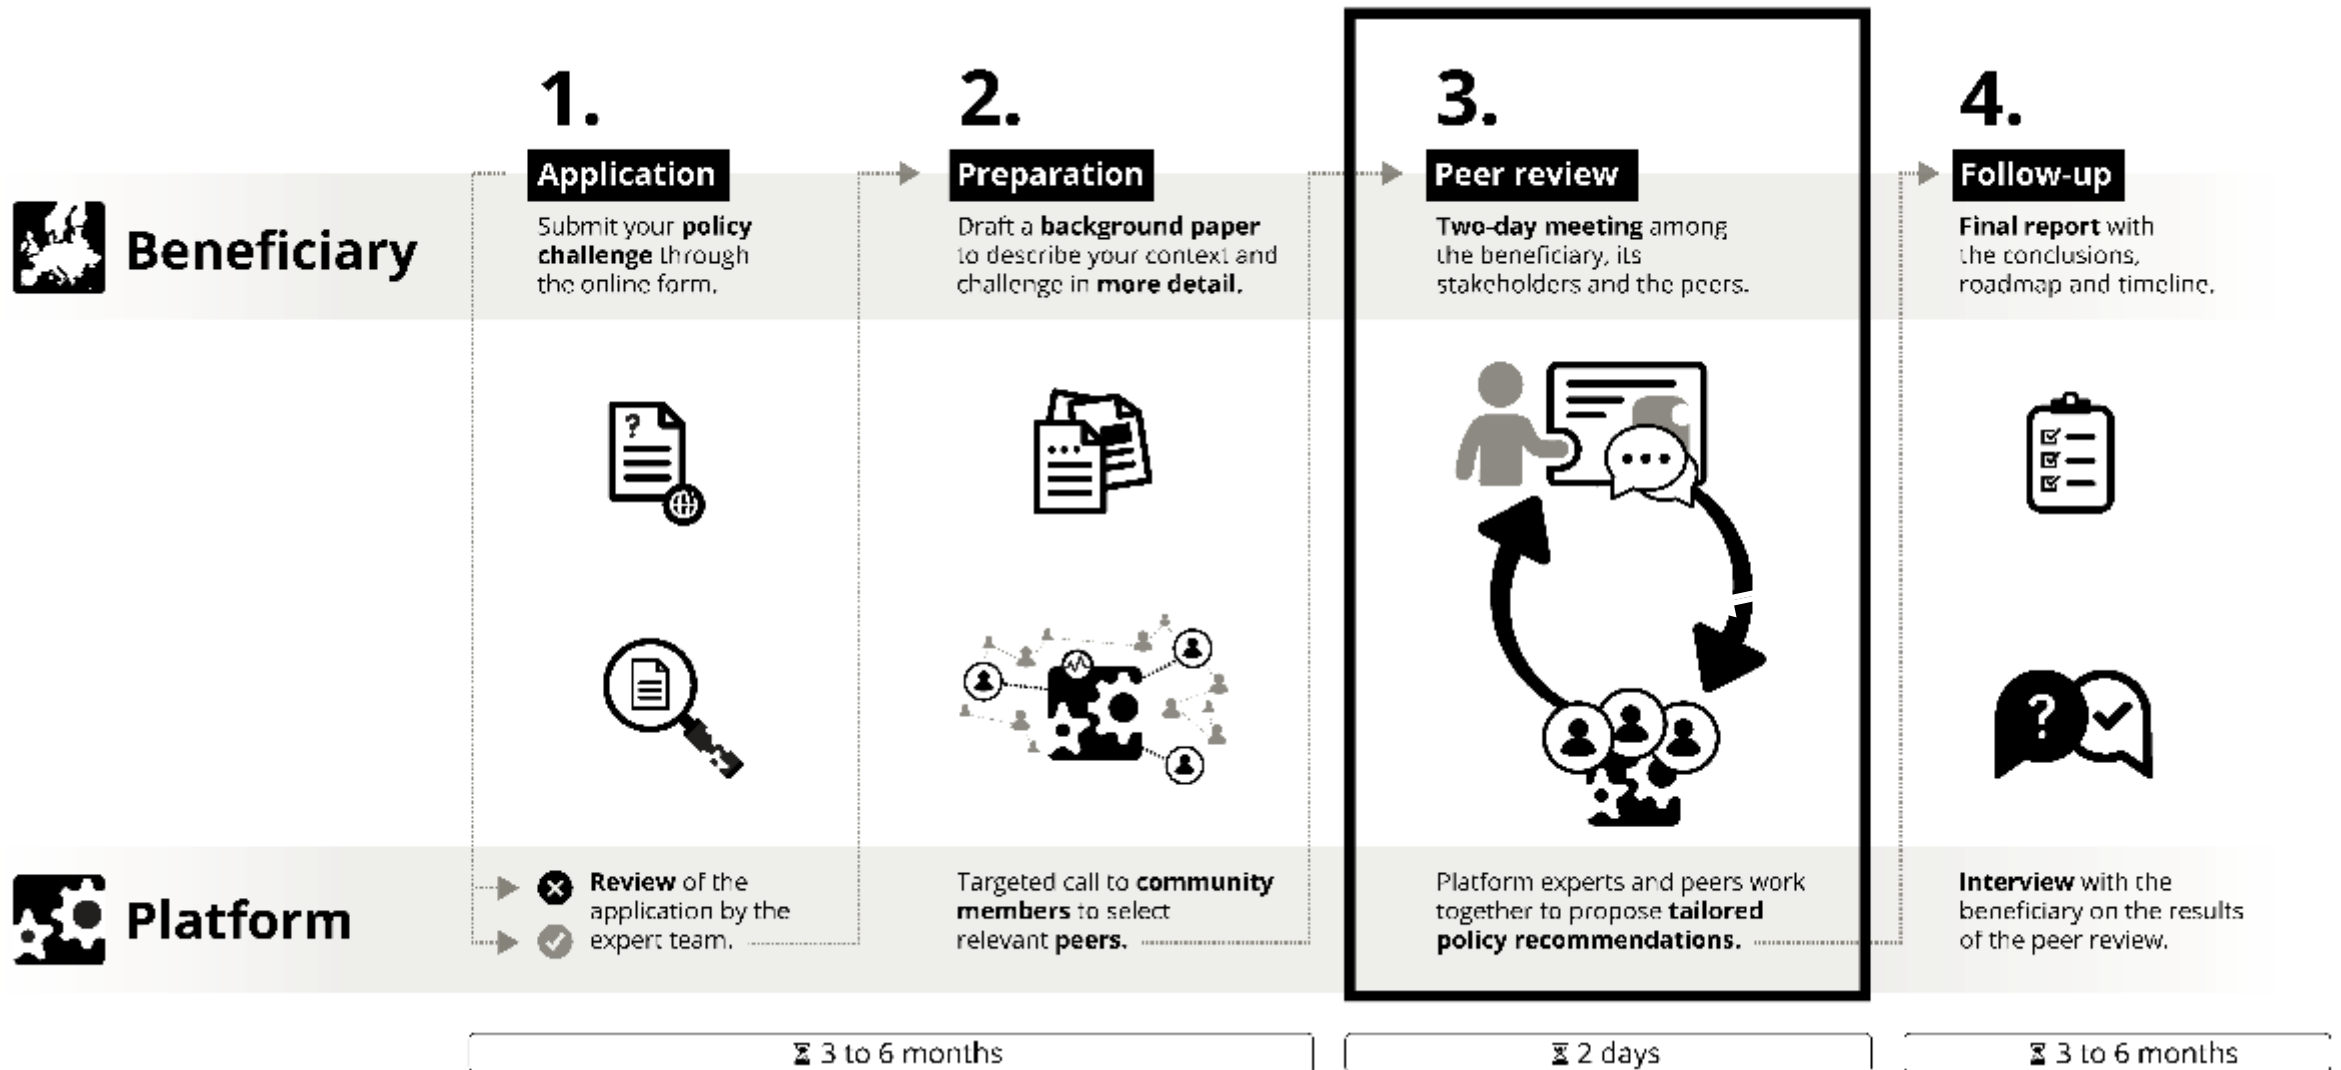 1.
Application
Submit your policy
challenge through
the online form.
2.
Preparation
Draft a background paper
to describe your context and
challenge in more detail.
3.
Peer review
Two-day meeting among
the beneficiary, its
stakeholders and the peers.
4.
Follow-up
Final report with
the conclusions,
roadmap and timeline.
Beneficiary
?
?
Platform
Review of the
application by the
expert team.
Targeted call to community
members to select
relevant peers.
Platform experts and peers work
together to propose tailored
policy recommendations.
Interview with the
beneficiary on the results
of the peer review.
3 to 6 months
2 days
3 to 6 months